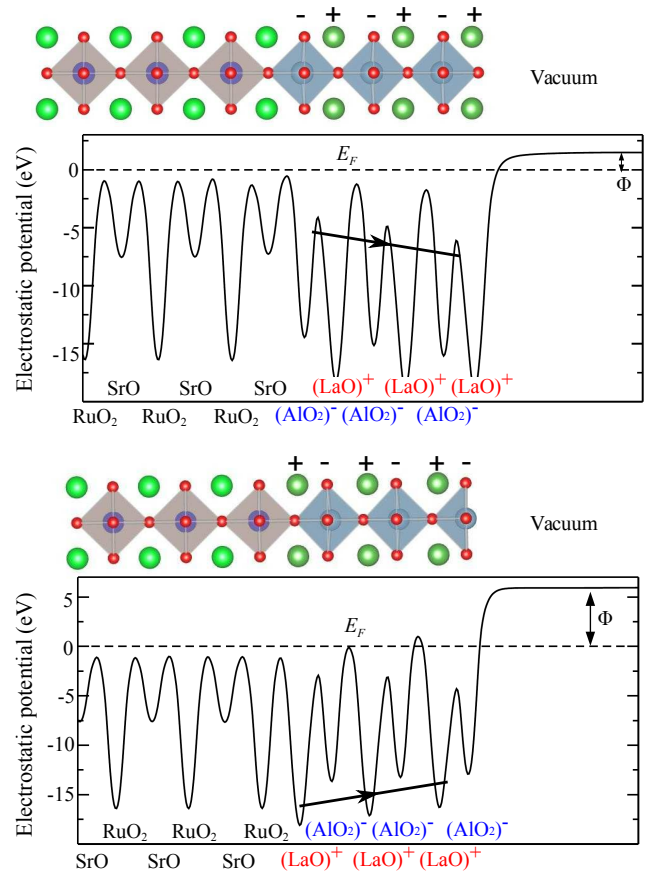 - + - + - +
Vacuum
Electrostatic potential (eV)
0
-5
-10
-15
E_F
Φ
SrO SrO SrO (LaO)⁺ (LaO)⁺ (LaO)⁺
RuO₂ RuO₂ RuO₂ (AlO₂)⁻ (AlO₂)⁻ (AlO₂)⁻
+ - + - + -
Vacuum
Electrostatic potential (eV)
5
0
-5
-10
-15
E_F
Φ
RuO₂ RuO₂ RuO₂ (AlO₂)⁻ (AlO₂)⁻ (AlO₂)⁻
SrO SrO SrO (LaO)⁺ (LaO)⁺ (LaO)⁺